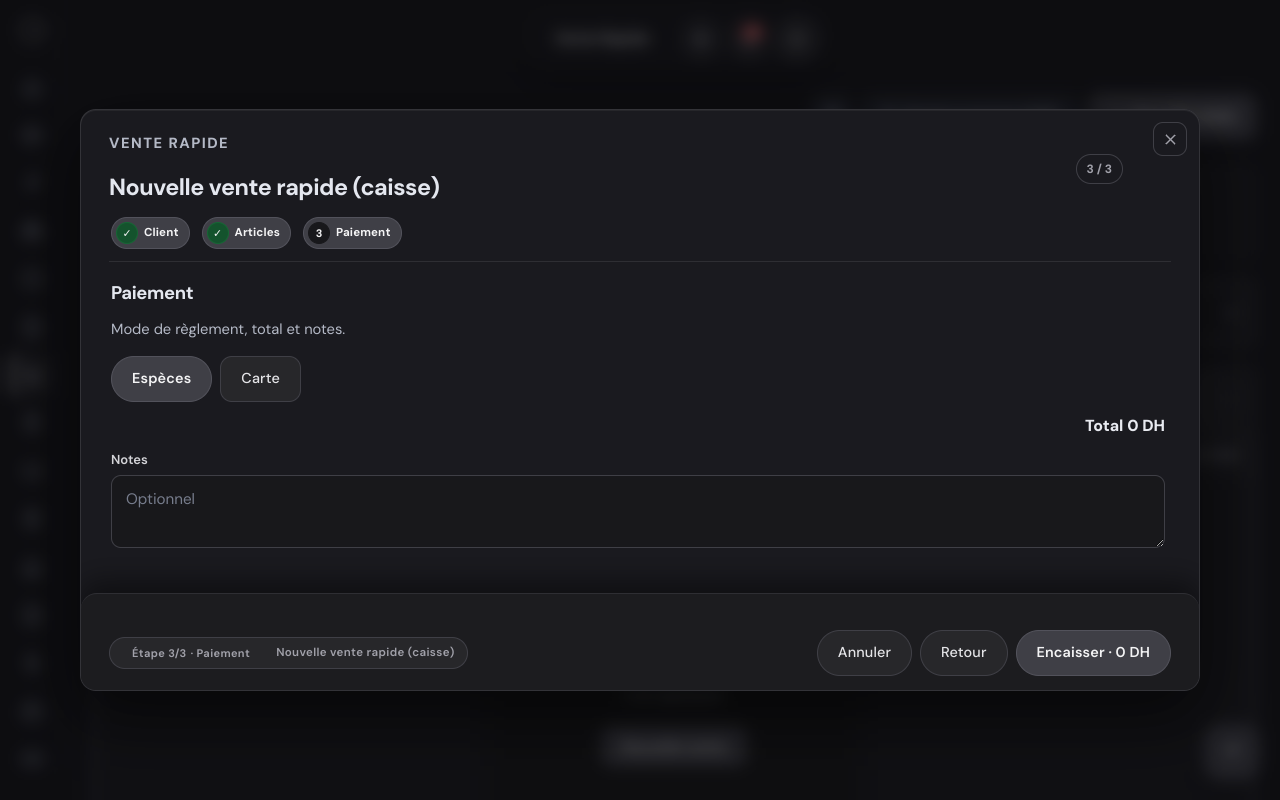 VENTE RAPIDE
3 / 3
Nouvelle vente rapide (caisse)
✓ Client ✓ Articles 3 Paiement
Paiement
Mode de règlement, total et notes.
Espèces Carte
Total 0 DH
Notes
Optionnel
Étape 3/3 · Paiement Nouvelle vente rapide (caisse)
Annuler Retour Encaisser · 0 DH